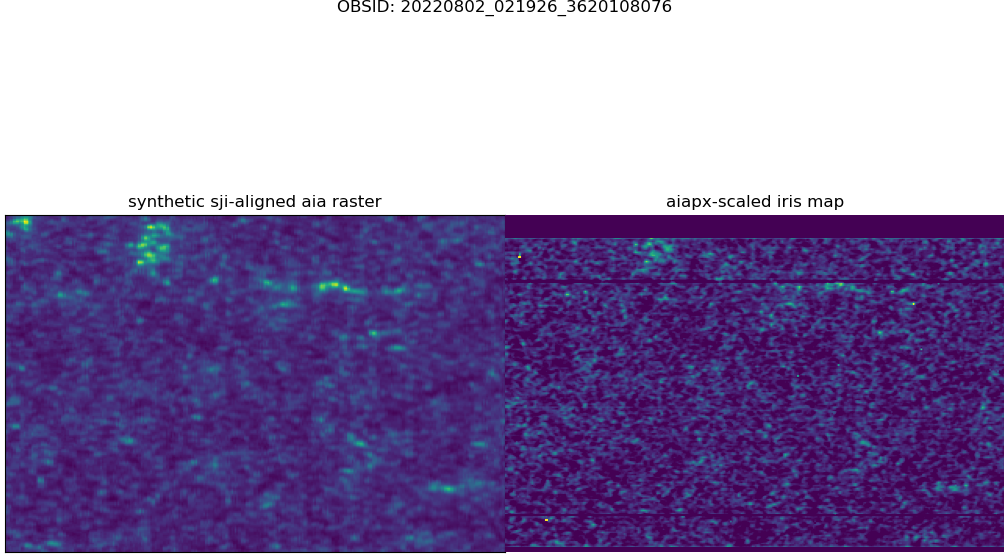 OBSID: 20220802_021926_3620108076
synthetic sji-aligned aia raster
aiapx-scaled iris map